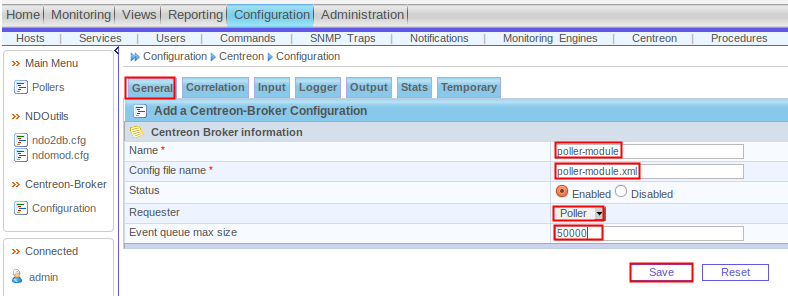 Home Monitoring Views Reporting Configuration Administration
Hosts | Services | Users | Commands | SNMP Traps | Notifications | Monitoring Engines | Centreon | Procedures
Main Menu
Pollers
NDOutils
ndo2db.cfg
ndomod.cfg
Centreon-Broker
Configuration
Connected
admin
Configuration Centreon Configuration
General Correlation Input Logger Output Stats Temporary
Add a Centreon-Broker Configuration
Centreon Broker information
Name * poller-module
Config file name * poller-module.xml
Status Enabled Disabled
Requester Poller
Event queue max size 50000
Save Reset